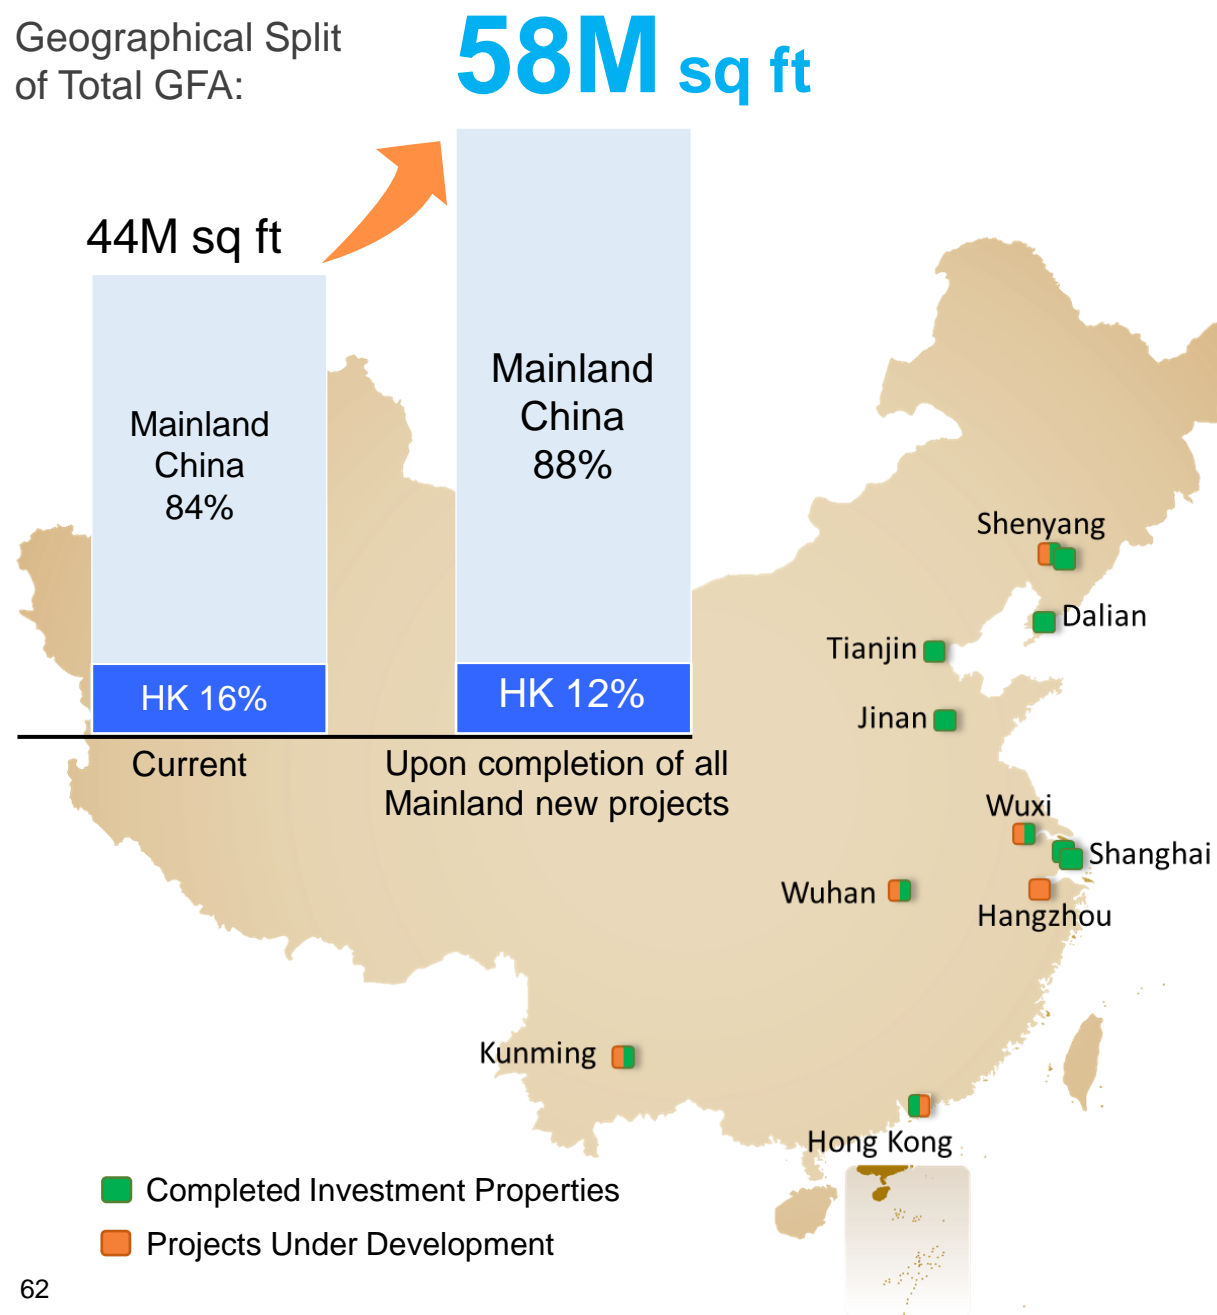 Geographical Split
of Total GFA:
58M sq ft
44M sq ft
Mainland
China
84%
HK 16%
Current
Mainland
China
88%
HK 12%
Upon completion of all
Mainland new projects
Shenyang
Dalian
Tianjin
Jinan
Wuxi
Shanghai
Wuhan
Hangzhou
Kunming
Hong Kong
Completed Investment Properties
Projects Under Development
62